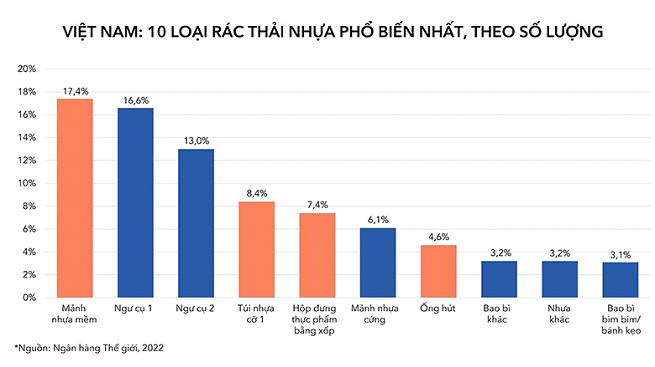 VIỆT NAM: 10 LOẠI RÁC THẢI NHỰA PHỔ BIẾN NHẤT, THEO SỐ LƯỢNG
20%
18%
16%
14%
12%
10%
8%
6%
4%
2%
0%
17,4%
16,6%
13,0%
8,4%
7,4%
6,1%
4,6%
3,2%
3,2%
3,1%
Mảnh
nhựa mềm
Ngư cụ 1
Ngư cụ 2
Túi nhựa
cỡ 1
Hộp đựng
thực phẩm
bằng xốp
Mảnh nhựa
cứng
Ống hút
Bao bì
khác
Nhựa
khác
Bao bì
bim bim/
bánh kẹo
*Nguồn: Ngân hàng Thế giới, 2022